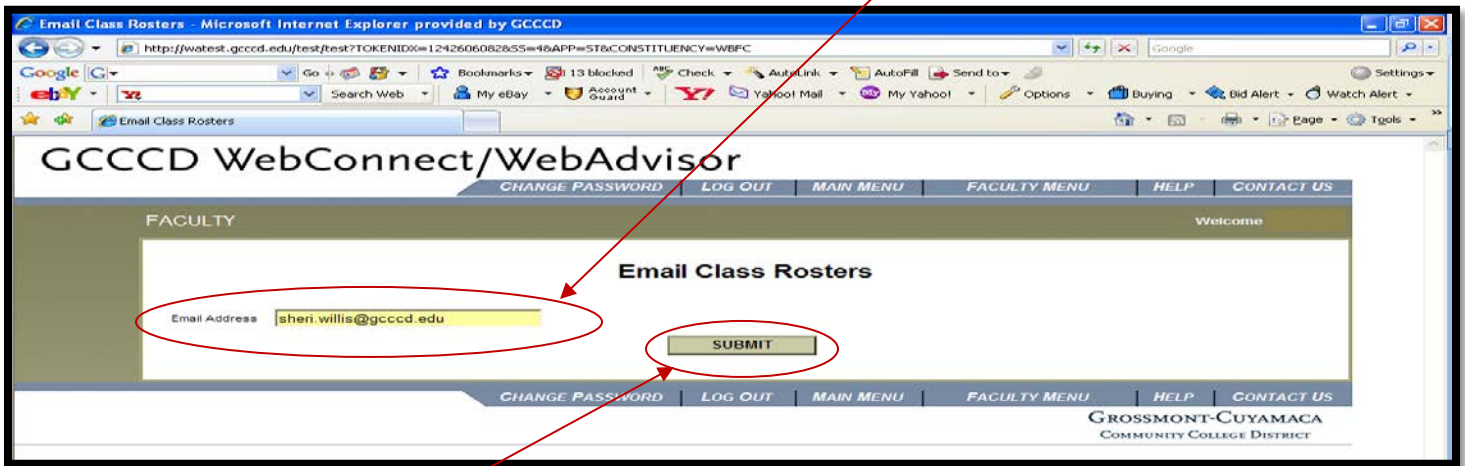 Email Class Rosters - Microsoft Internet Explorer provided by GCCCD
http://watest.gcccd.edu/test/test?TOKENIDX=1242606082&SS=4&APP=ST&CONSTITUENCY=WBFC Google
Google G Go Bookmarks 13 blocked ABC Check AutoLink AutoFill Send to Settings
ebY Y! Search Web My eBay Account Guard Y7 Yahoo! Mail My Yahoo! Options Buying Bid Alert Watch Alert
Email Class Rosters Page Tools
GCCCD WebConnect/WebAdvisor
CHANGE PASSWORD LOG OUT MAIN MENU FACULTY MENU HELP CONTACT US
FACULTY Welcome
Email Class Rosters
Email Address sheri.willis@gcccd.edu
SUBMIT
CHANGE PASSWORD LOG OUT MAIN MENU FACULTY MENU HELP CONTACT US
GROSSMONT-CUYAMACA
COMMUNITY COLLEGE DISTRICT